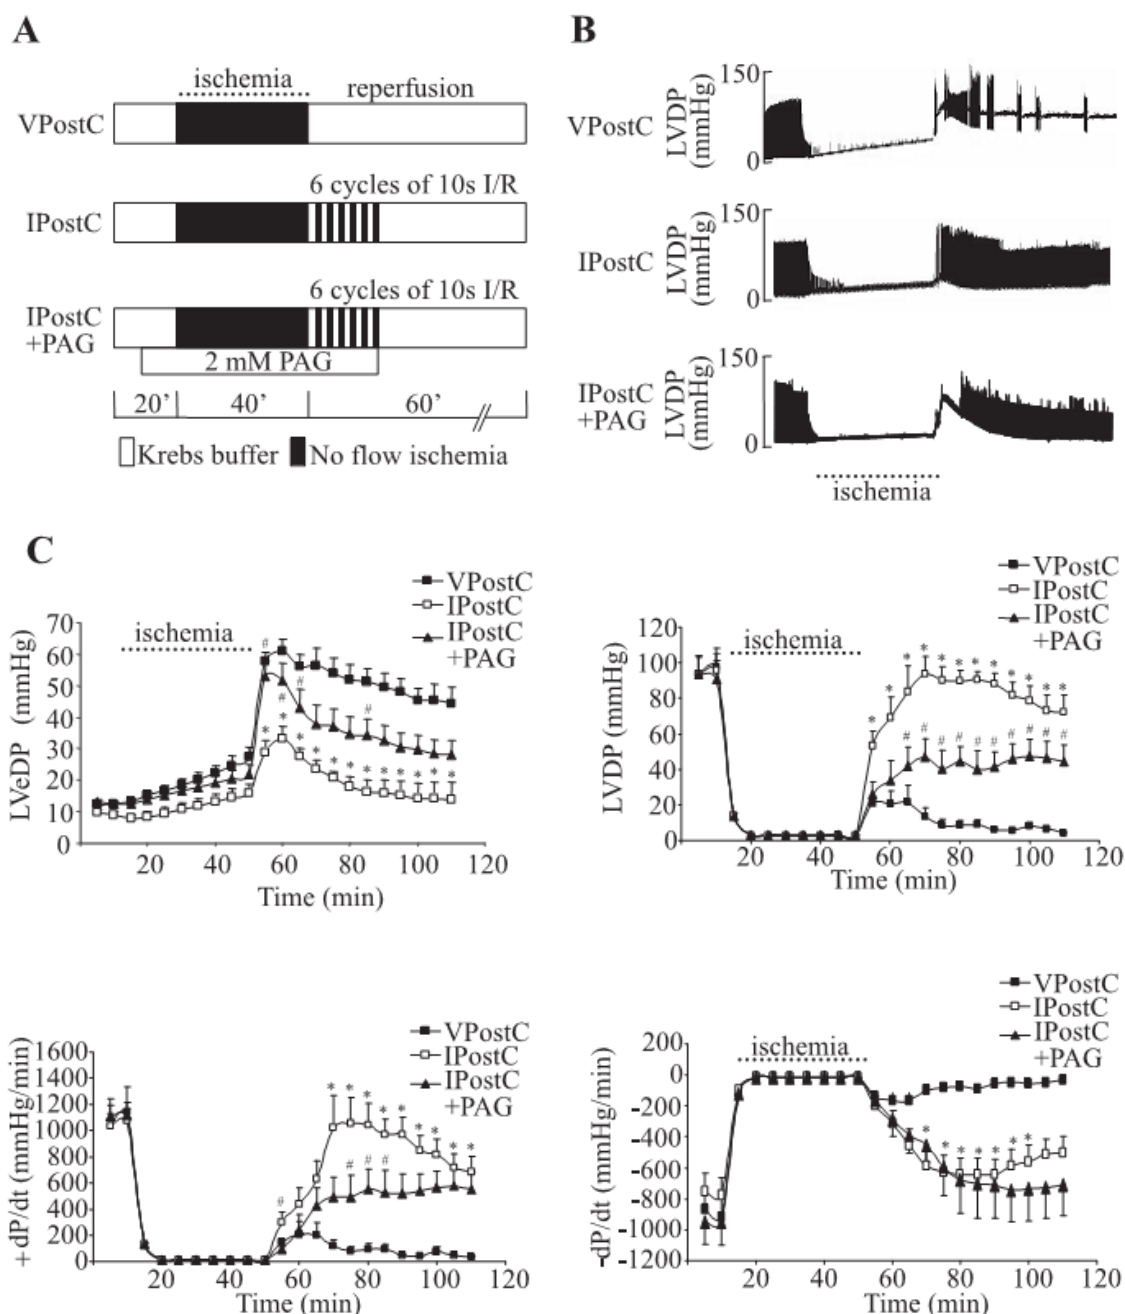 A
ischemia
reperfusion
VPostC
6 cycles of 10s I/R
IPostC
6 cycles of 10s I/R
IPostC
+PAG
2 mM PAG
20’ 40’ 60’
Krebs buffer No flow ischemia
B
VPostC
LVDP
(mmHg)
150
0
IPostC
LVDP
(mmHg)
150
0
IPostC
+PAG
LVDP
(mmHg)
150
0
ischemia
C
VPostC
IPostC
IPostC
+PAG
ischemia
LVeDP (mmHg)
70
60
50
40
30
20
10
0
# # # #
* * * * * * * * * * * *
20 40 60 80 100 120
Time (min)
VPostC
IPostC
IPostC
+PAG
ischemia
LVDP (mmHg)
120
100
80
60
40
20
0
* * * * * * * * * * * *
# # # # # # # # # #
20 40 60 80 100 120
Time (min)
VPostC
IPostC
IPostC
+PAG
+dP/dt (mmHg/min)
1600
1400
1200
1000
800
600
400
200
0
* * * * * * * * *
# # # #
20 40 60 80 100 120
Time (min)
VPostC
IPostC
IPostC
+PAG
ischemia
-dP/dt (mmHg/min)
200
0
-200
-400
-600
-800
-1000
-1200
* * * * * * *
20 40 60 80 100 120
Time (min)